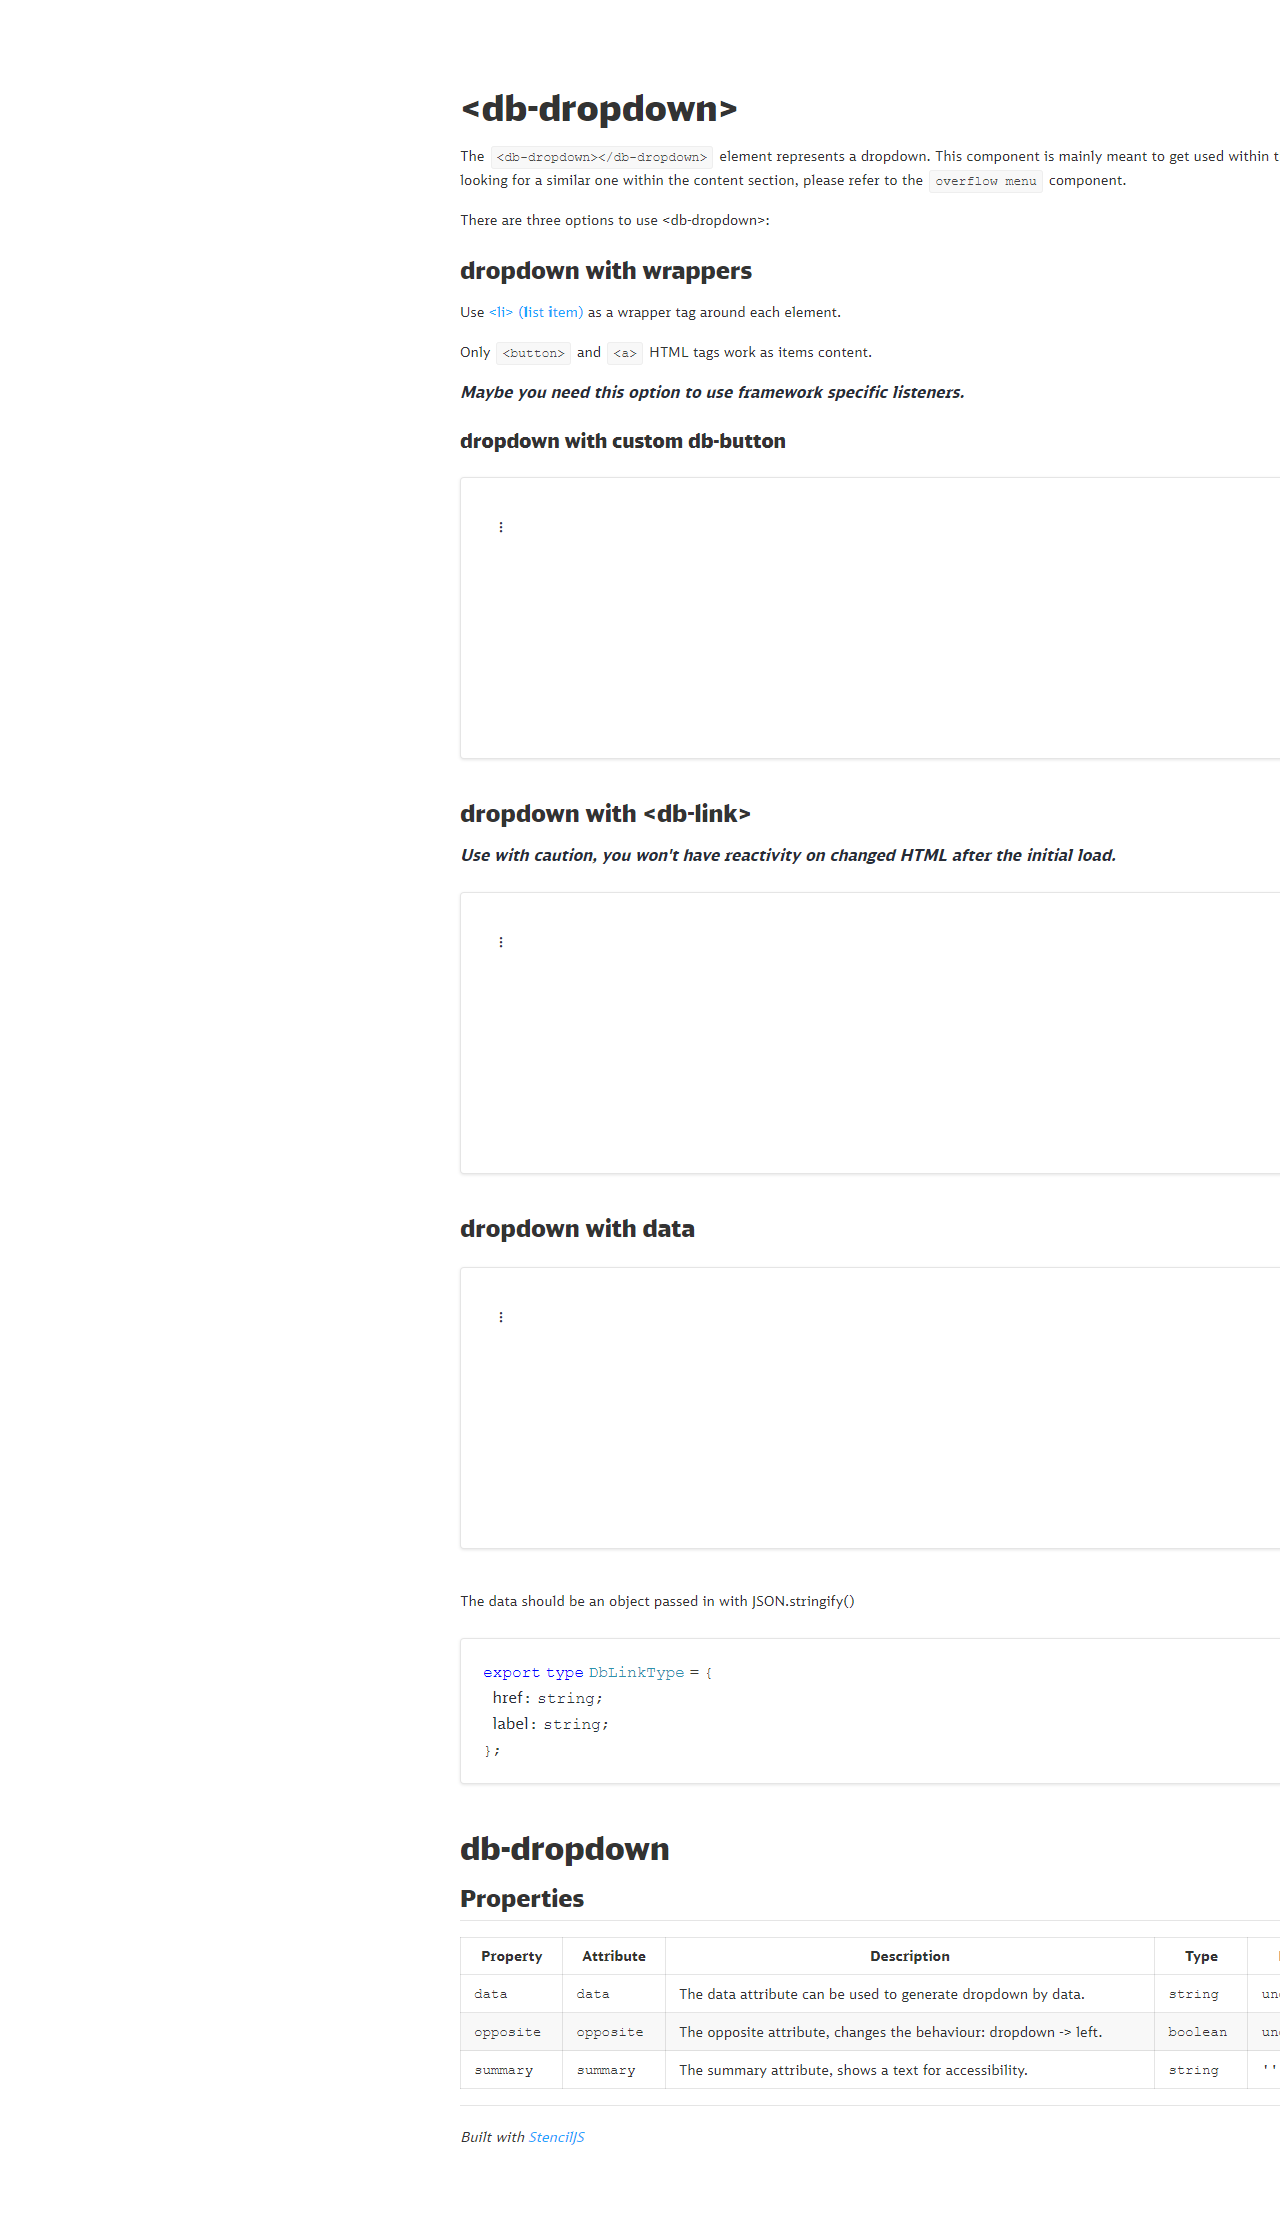 <db-dropdown>
The <db-dropdown></db-dropdown> element represents a dropdown. This component is mainly meant to get used within
looking for a similar one within the content section, please refer to the overflow menu component.
There are three options to use <db-dropdown>:
dropdown with wrappers
Use <li> (list item) as a wrapper tag around each element.
Only <button> and <a> HTML tags work as items content.
Maybe you need this option to use framework specific listeners.
dropdown with custom db-button
dropdown with <db-link>
Use with caution, you won't have reactivity on changed HTML after the initial load.
dropdown with data
The data should be an object passed in with JSON.stringify()
export type DbLinkType = {
href: string;
label: string;
};
db-dropdown
Properties
Property Attribute Description Type
data data The data attribute can be used to generate dropdown by data. string
opposite opposite The opposite attribute, changes the behaviour: dropdown -> left. boolean
summary summary The summary attribute, shows a text for accessibility. string ''
Built with StencilJS